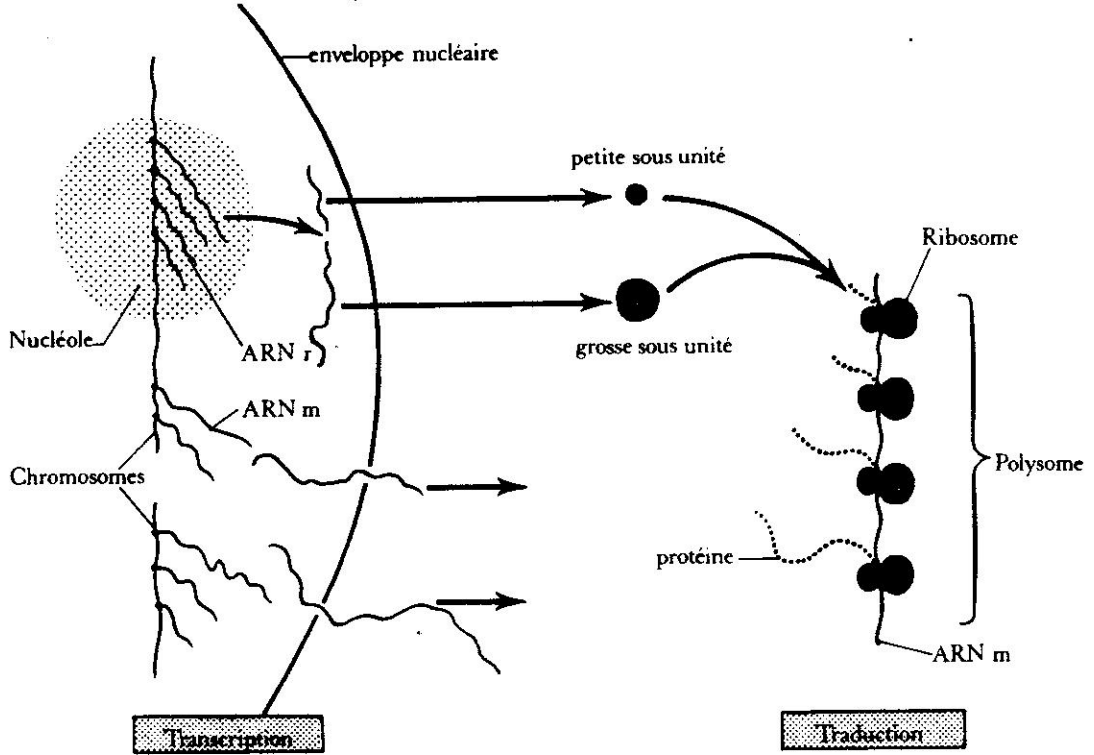 enveloppe nucléaire
petite sous unité
Ribosome
Nucléole
ARN r
grosse sous unité
ARN m
Chromosomes
Polysome
protéine
ARN m
Transcription
Traduction